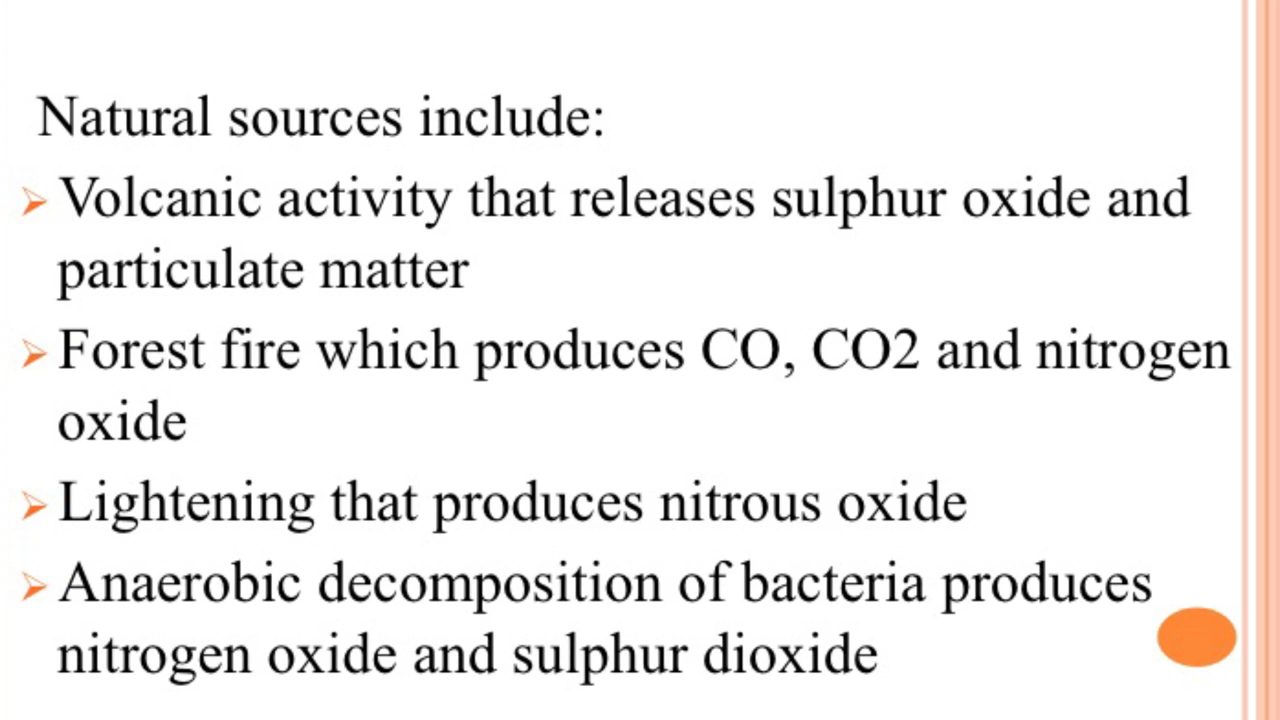 Natural sources include:
Volcanic activity that releases sulphur oxide and
particulate matter
Forest fire which produces CO, CO2 and nitrogen
oxide
Lightening that produces nitrous oxide
Anaerobic decomposition of bacteria produces
nitrogen oxide and sulphur dioxide